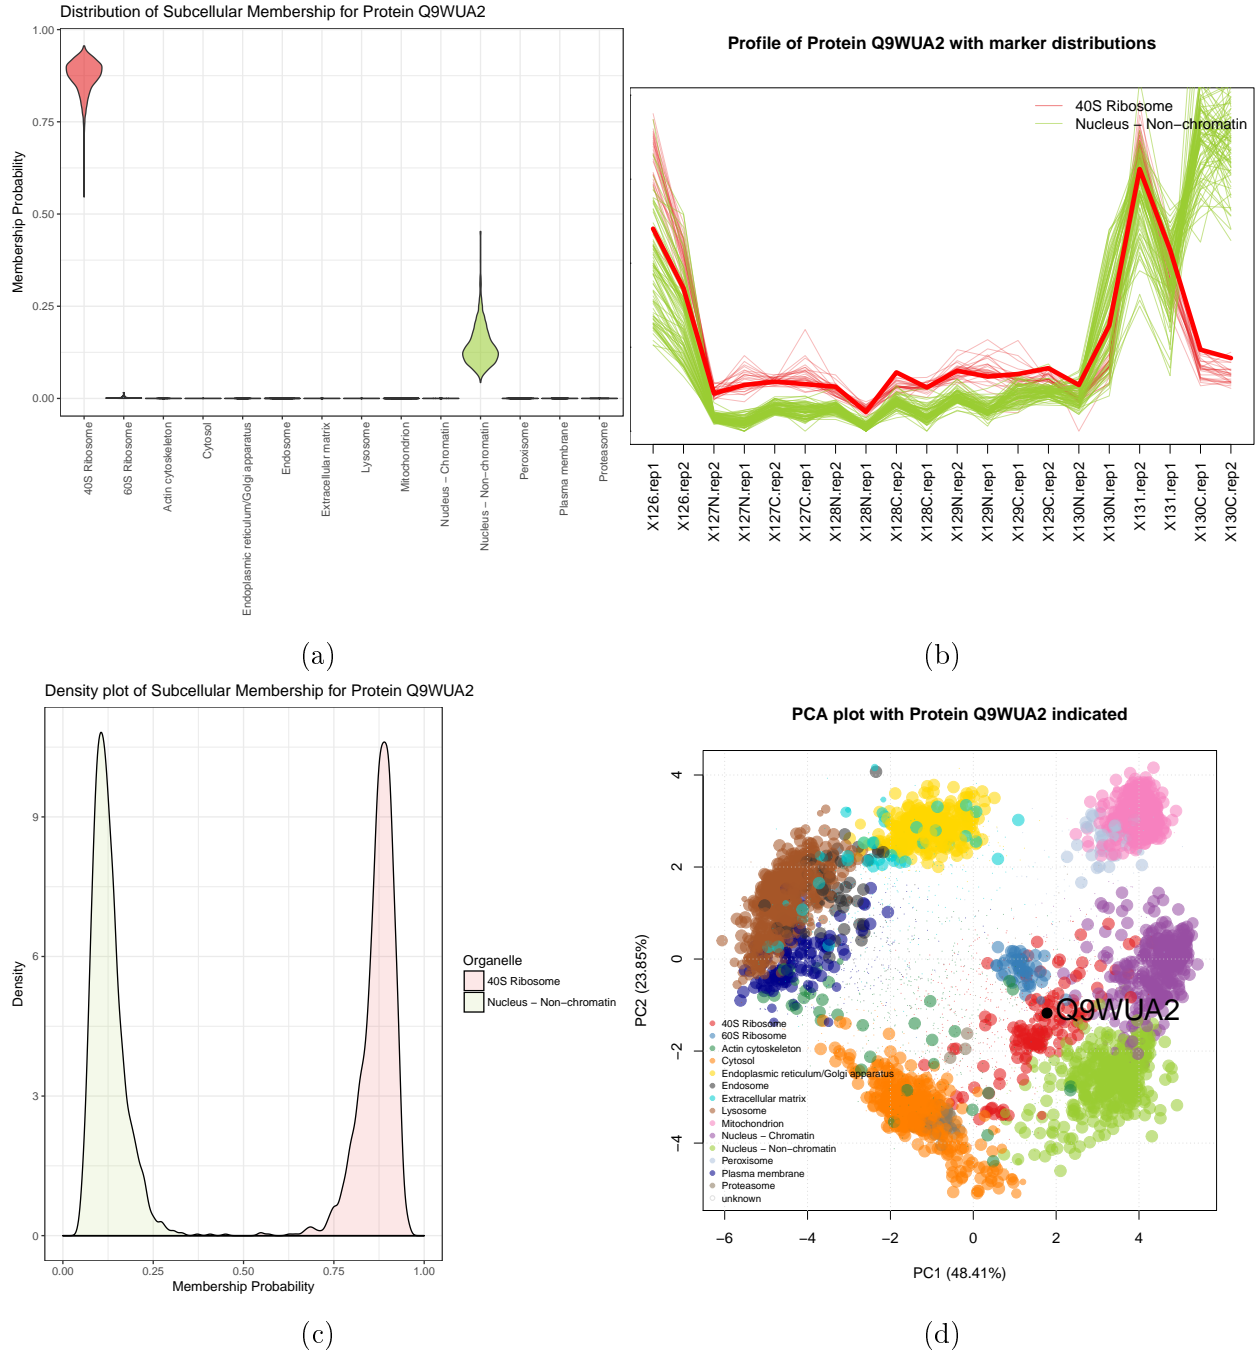 Distribution of Subcellular Membership for Protein Q9WUA2
Membership Probability
1.00
0.75
0.50
0.25
0.00
40S Ribosome
60S Ribosome
Actin cytoskeleton
Cytosol
Endoplasmic reticulum/Golgi apparatus
Endosome
Extracellular matrix
Lysosome
Mitochondrion
Nucleus − Chromatin
Nucleus − Non−chromatin
Peroxisome
Plasma membrane
Proteasome
(a)
Profile of Protein Q9WUA2 with marker distributions
40S Ribosome
Nucleus − Non−chromatin
X126.rep1
X126.rep2
X127N.rep2
X127N.rep1
X127C.rep2
X127C.rep1
X128N.rep2
X128N.rep1
X128C.rep2
X128C.rep1
X129N.rep2
X129N.rep1
X129C.rep1
X129C.rep2
X130N.rep2
X130N.rep1
X131.rep2
X131.rep1
X130C.rep1
X130C.rep2
(b)
Density plot of Subcellular Membership for Protein Q9WUA2
Density
9
6
3
0
0.00
0.25
0.50
0.75
1.00
Membership Probability
Organelle
40S Ribosome
Nucleus − Non−chromatin
(c)
PCA plot with Protein Q9WUA2 indicated
PC2 (23.85%)
4
2
0
−2
−4
Q9WUA2
40S Ribosome
60S Ribosome
Actin cytoskeleton
Cytosol
Endoplasmic reticulum/Golgi apparatus
Endosome
Extracellular matrix
Lysosome
Mitochondrion
Nucleus − Chromatin
Nucleus − Non−chromatin
Peroxisome
Plasma membrane
Proteasome
unknown
−6
−4
−2
0
2
4
PC1 (48.41%)
(d)